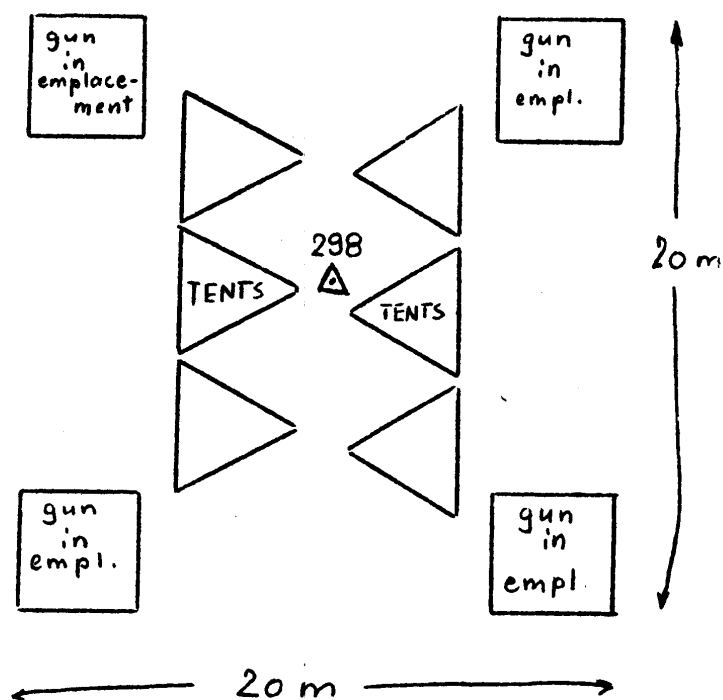 gun
in
emplace-
ment
gun
in
empl.
298
TENTS
TENTS
20 m
gun
in
empl.
gun
in
empl.
20 m